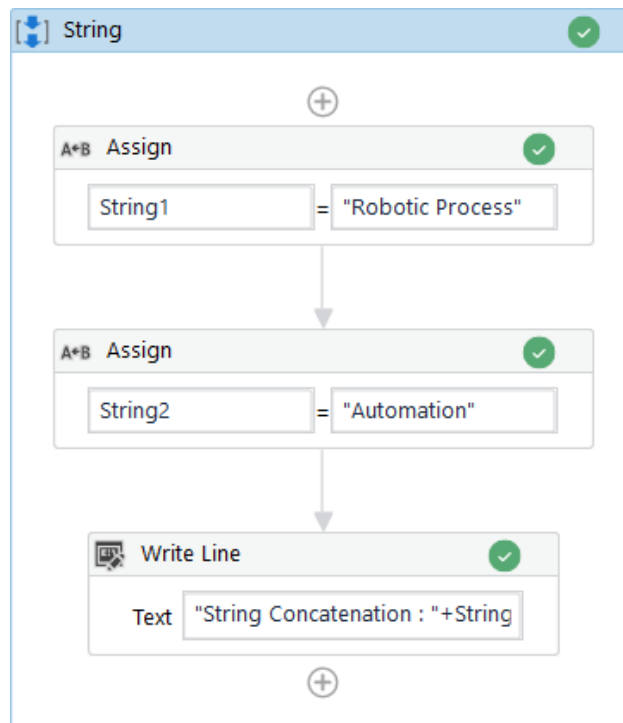 String
A←B Assign
String1 = "Robotic Process"
A←B Assign
String2 = "Automation"
Write Line
Text "String Concatenation : "+String